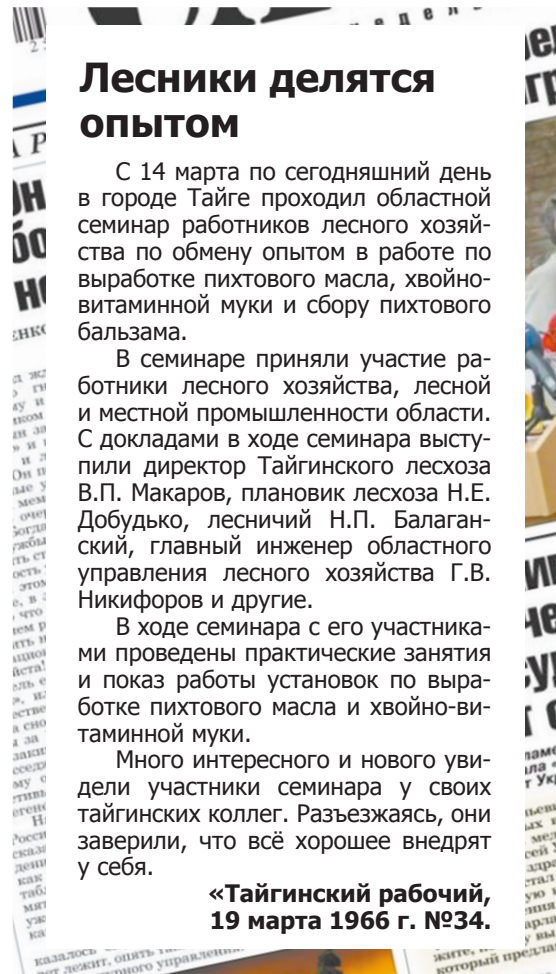 Лесники делятся
опытом
С 14 марта по сегодняшний день
в городе Тайге проходил областной
семинар работников лесного хозяй-
ства по обмену опытом в работе по
выработке пихтового масла, хвойно-
витаминной муки и сбору пихтового
бальзама.
В семинаре приняли участие ра-
ботники лесного хозяйства, лесной
и местной промышленности области.
С докладами в ходе семинара высту-
пили директор Тайгинского лесхоза
В.П. Макаров, плановик лесхоза Н.Е.
Добудько, лесничий Н.П. Балаган-
ский, главный инженер областного
управления лесного хозяйства Г.В.
Никифоров и другие.
В ходе семинара с его участника-
ми проведены практические занятия
и показ работы установок по выра-
ботке пихтового масла и хвойно-ви-
таминной муки.
Много интересного и нового уви-
дели участники семинара у своих
тайгинских коллег. Разъезжаясь, они
заверили, что всё хорошее внедрят
у себя.
«Тайгинский рабочий,
19 марта 1966 г. №34.